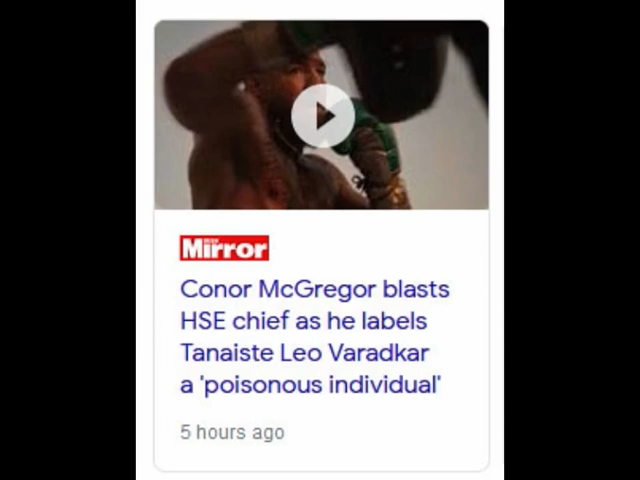 Mirror
Conor McGregor blasts
HSE chief as he labels
Tanaiste Leo Varadkar
a 'poisonous individual'
5 hours ago